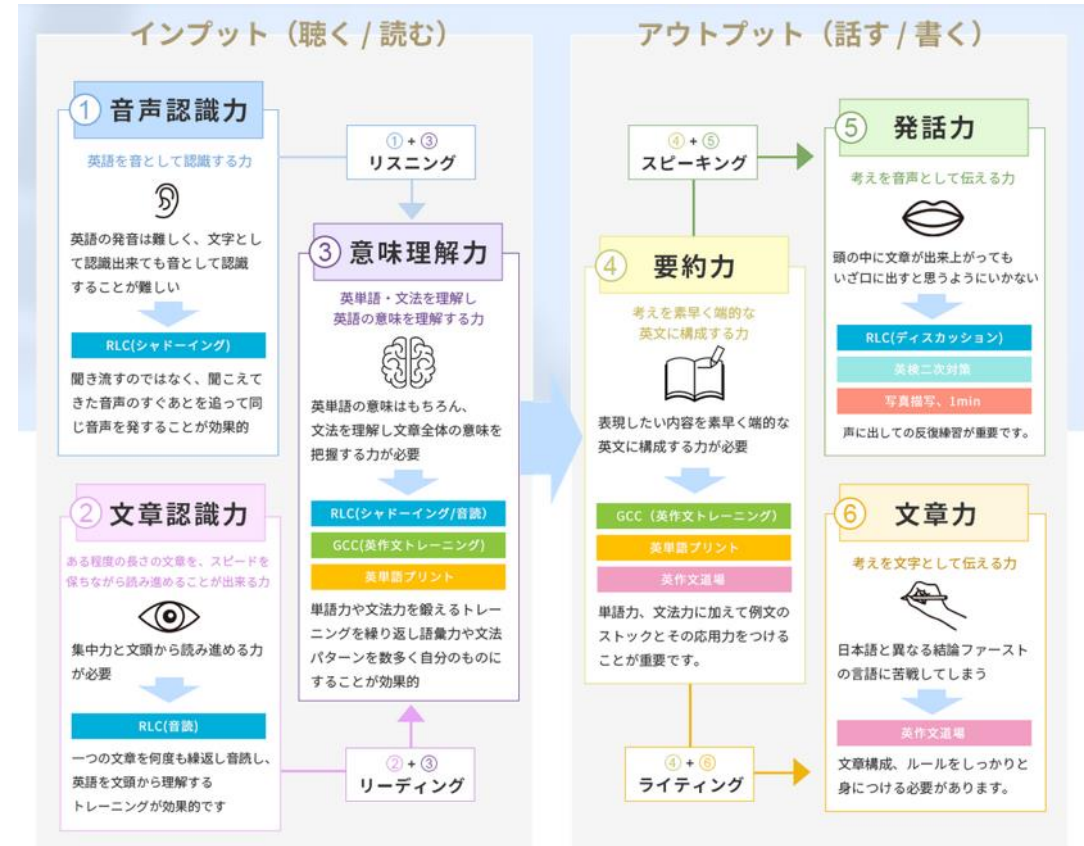 インプット（聴く / 読む）
① 音声認識力
英語を音として認識する力
英語の発音は難しく、文字とし
て認識出来ても音として認識
することが難しい
RLC(シャドーイング)
聞き流すのではなく、聞こえて
きた音声のすぐあとを追って同
じ音声を発することが効果的
① + ③
リスニング
② 文章認識力
ある程度の長さの文章を、スピードを
保ちながら読み進めることが出来る力
集中力と文頭から読み進める力
が必要
RLC(音読)
一つの文章を何度も繰返し音読し、
英語を文頭から理解する
トレーニングが効果的です
③ 意味理解力
英単語・文法を理解し
英語の意味を理解する力
英単語の意味はもちろん、
文法を理解し文章全体の意味を
把握する力が必要
RLC(シャドーイング/音読）
GCC(英作文トレーニング)
英単語プリント
単語力や文法力を鍛えるトレー
ニングを繰り返し語彙力や文法
パターンを数多く自分のものに
することが効果的
② + ③
リーディング
アウトプット（話す / 書く）
④ + ⑤
スピーキング
④ 要約力
考えを素早く端的な
英文に構成する力
表現したい内容を素早く端的な
英文に構成する力が必要
GCC（英作文トレーニング）
英単語プリント
英作文道場
単語力、文法力に加えて例文の
ストックとその応用力をつける
ことが重要です。
④ + ⑥
ライティング
⑤ 発話力
考えを音声として伝える力
頭の中に文章が出来上がっても
いざ口に出すと思うようにいかない
RLC(ディスカッション)
英検二次対策
写真描写、1min
声に出しての反復練習が重要です。
⑥ 文章力
考えを文字として伝える力
日本語と異なる結論ファースト
の言語に苦戦してしまう
英作文道場
文章構成、ルールをしっかりと
身につける必要があります。